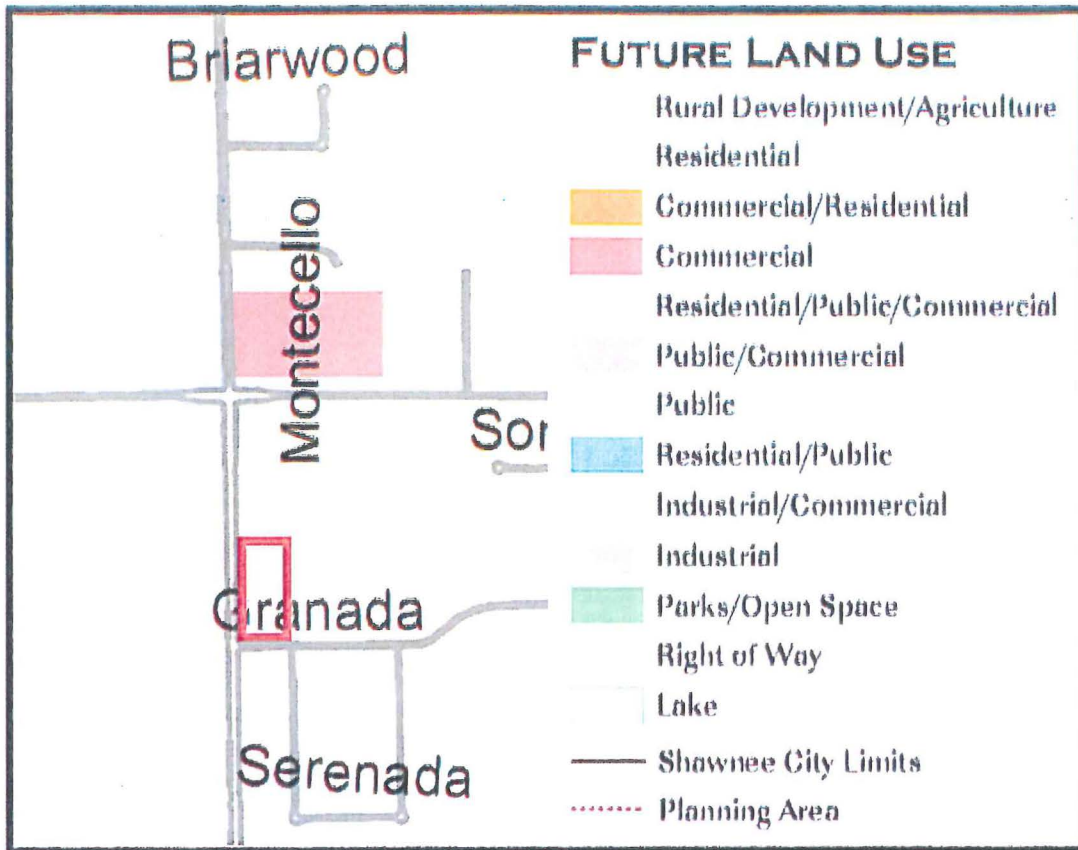 Briarwood
Montecello
Sor
Granada
Serenada
FUTURE LAND USE
Rural Development/Agriculture
Residential
Commercial/Residential
Commercial
Residential/Public/Commercial
Public/Commercial
Public
Residential/Public
Industrial/Commercial
Industrial
Parks/Open Space
Right of Way
Lake
Shawnee City Limits
Planning Area